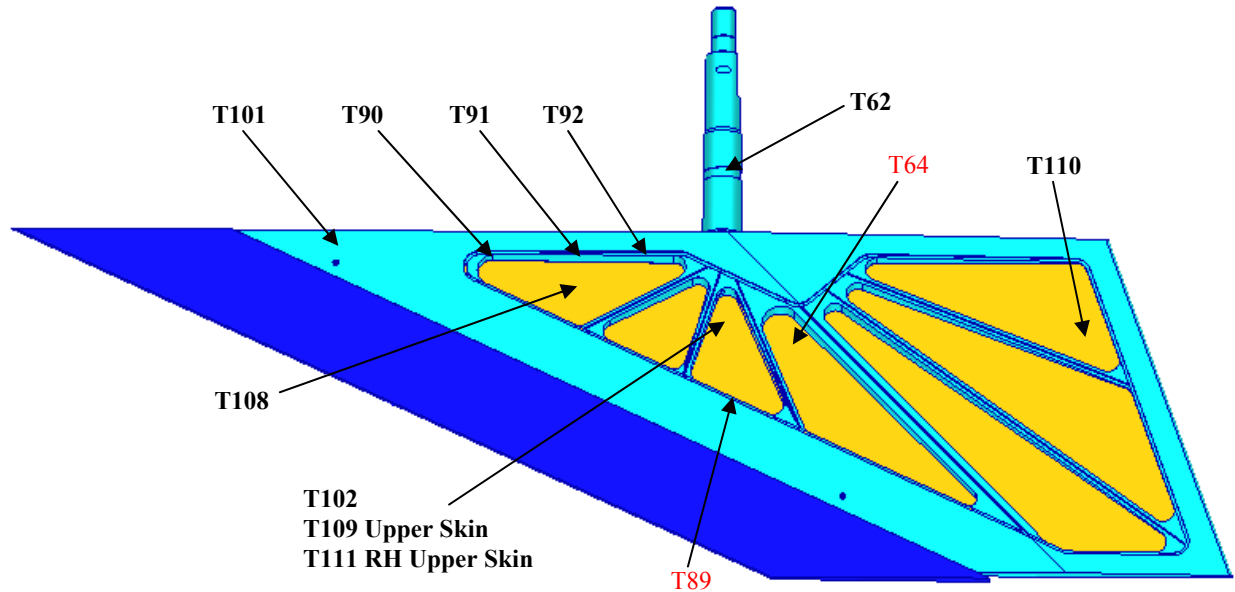 T62
T101
T90
T91
T92
T64
T110
T108
T102
T109 Upper Skin
T111 RH Upper Skin
T89